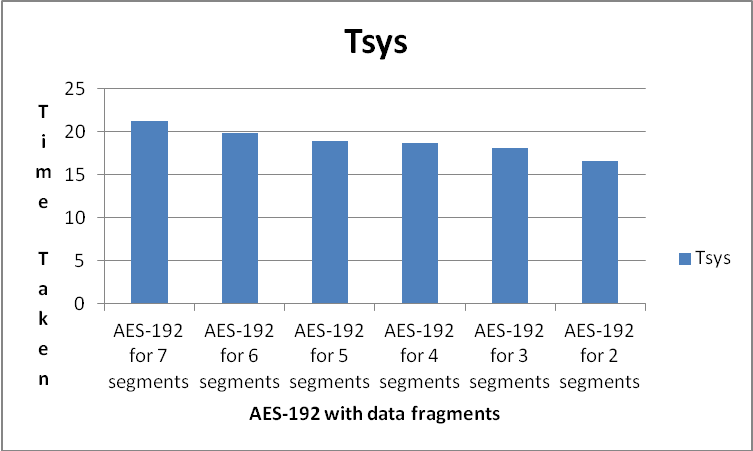 Tsys
Time Taken
25
20
15
10
5
0
AES-192 for 7 segments
AES-192 for 6 segments
AES-192 for 5 segments
AES-192 for 4 segments
AES-192 for 3 segments
AES-192 for 2 segments
AES-192 with data fragments
Tsys